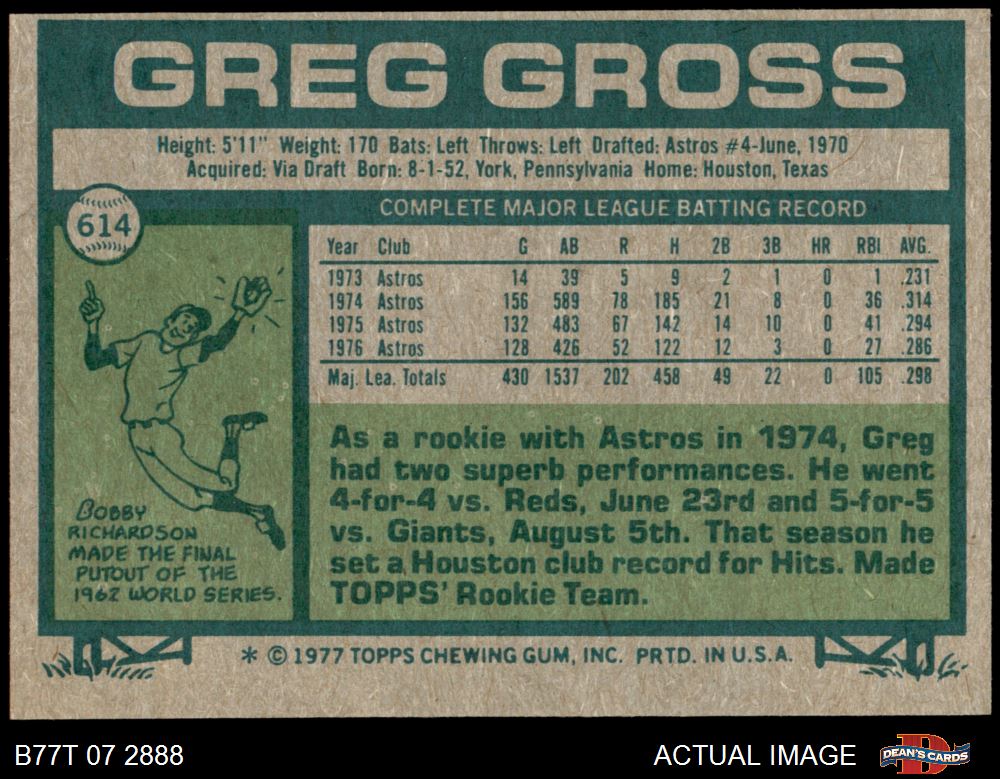 GREG GROSS
Height: 5'11" Weight: 170 Bats: Left Throws: Left Drafted: Astros #4-June, 1970
Acquired: Via Draft Born: 8-1-52, York, Pennsylvania Home: Houston, Texas
614
COMPLETE MAJOR LEAGUE BATTING RECORD
Year Club G AB R H 2B 3B HR RBI AVG.
1973 Astros 14 39 5 9 2 1 0 1 .231
1974 Astros 156 589 78 185 21 8 0 36 .314
1975 Astros 132 483 67 142 14 10 0 41 .294
1976 Astros 128 426 52 122 12 3 0 27 .286
Maj. Lea. Totals 430 1537 202 458 49 22 0 105 .298
BOBBY
RICHARDSON
MADE THE FINAL
PUTOUT OF THE
1962 WORLD SERIES.
As a rookie with Astros in 1974, Greg
had two superb performances. He went
4-for-4 vs. Reds, June 23rd and 5-for-5
vs. Giants, August 5th. That season he
set a Houston club record for Hits. Made
TOPPS' Rookie Team.
* © 1977 TOPPS CHEWING GUM, INC. PRTD. IN U.S.A.
B77T 07 2888
ACTUAL IMAGE
D
DEAN'S CARDS